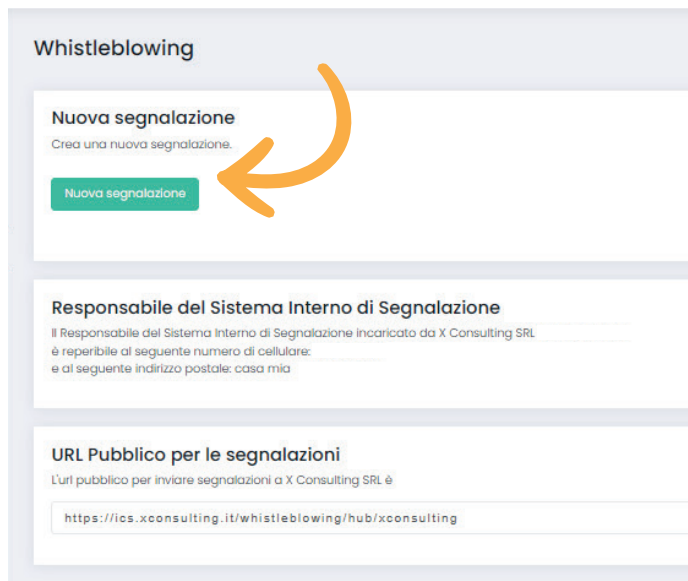 Whistleblowing
Nuova segnalazione
Crea una nuova segnalazione.
Nuova segnalazione
Responsabile del Sistema Interno di Segnalazione
Il Responsabile del Sistema Interno di Segnalazione incaricato da X Consulting SRL
è reperibile al seguente numero di cellulare:
e al seguente indirizzo postale: casa mia
URL Pubblico per le segnalazioni
L'url pubblico per inviare segnalazioni a X Consulting SRL è
https://ics.xconsulting.it/whistleblowing/hub/xconsulting